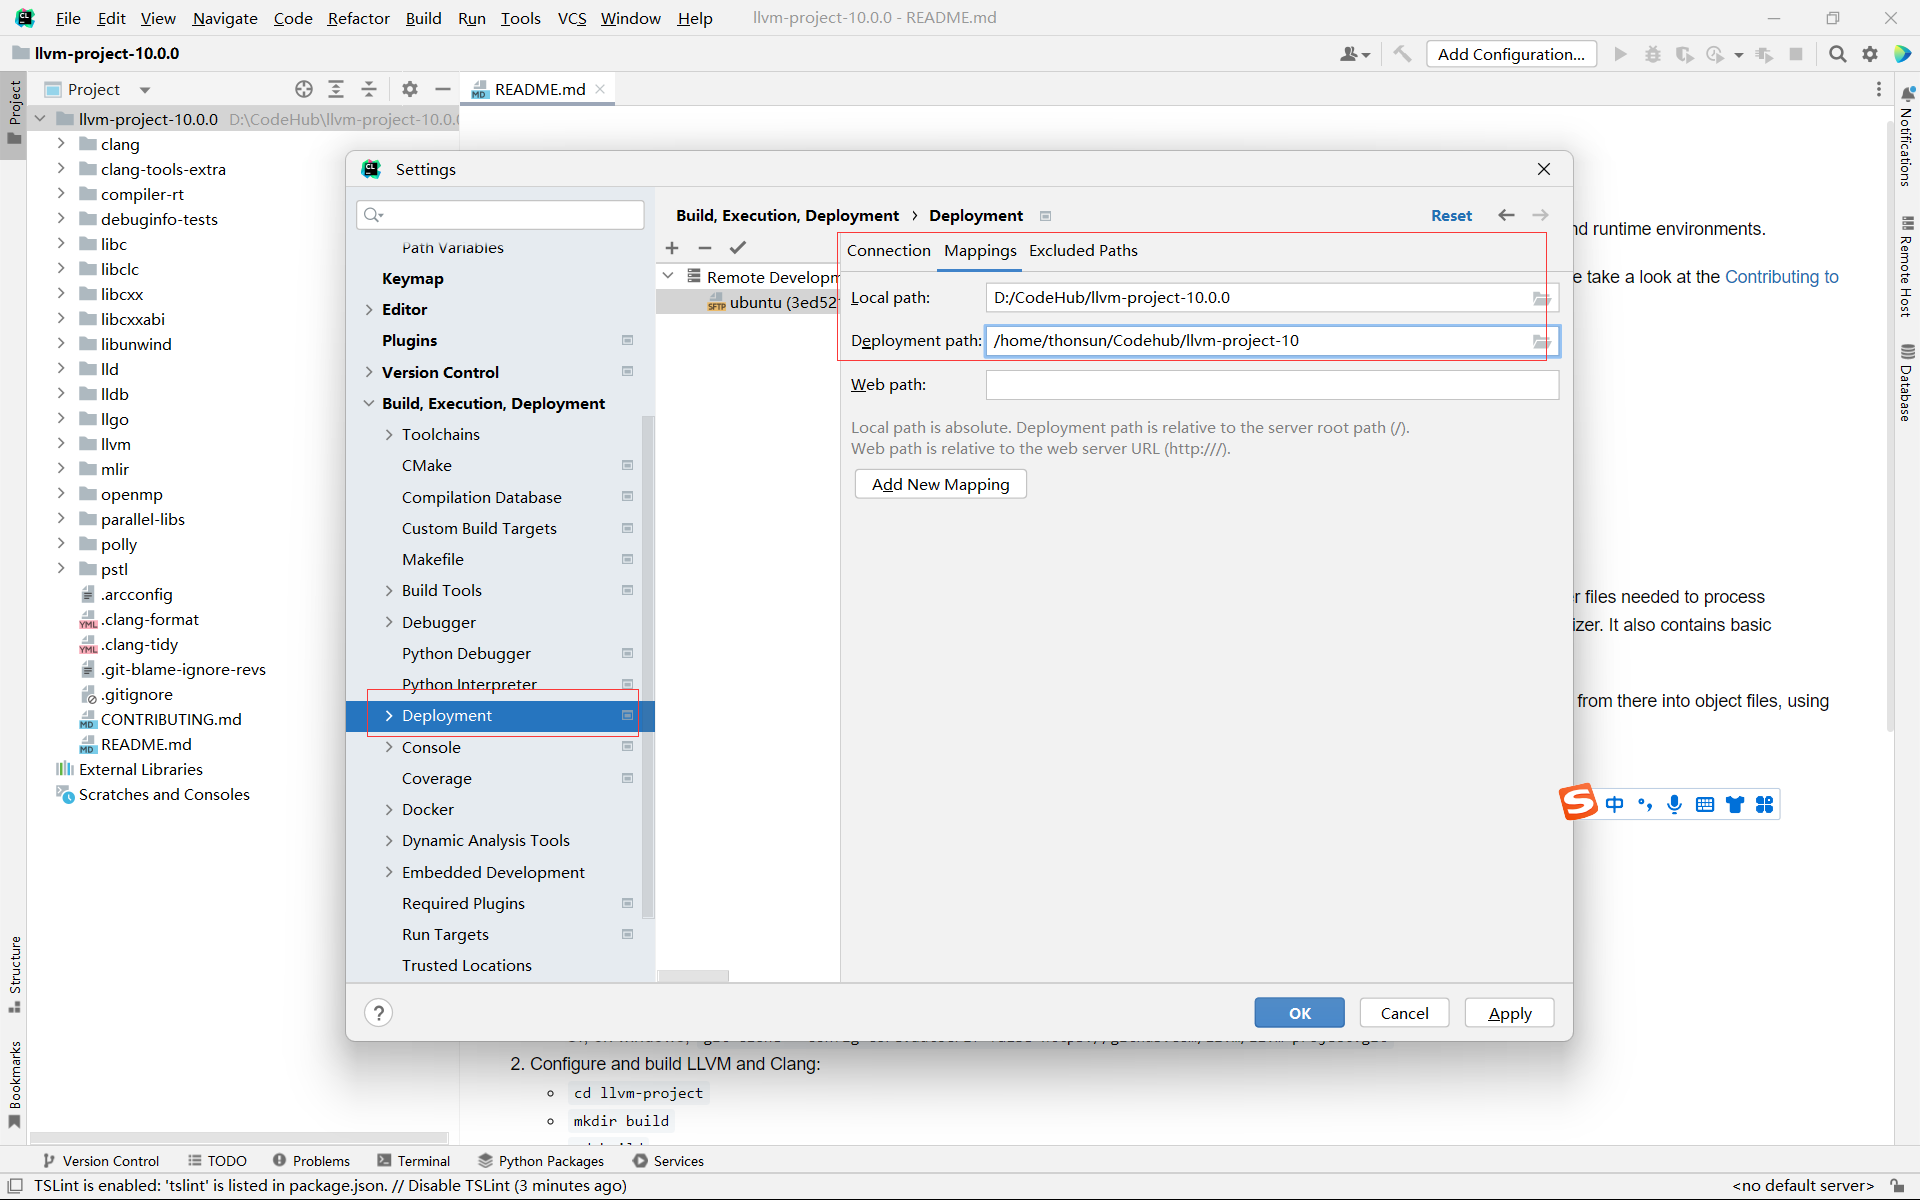 File Edit View Navigate Code Refactor Build Run Tools VCS Window Help llvm-project-10.0.0 - README.md
llvm-project-10.0.0
Add Configuration...
Project
README.md
llvm-project-10.0.0 D:\CodeHub\llvm-project-10.0.
clang
clang-tools-extra
compiler-rt
debuginfo-tests
libc
libclc
libcxx
libcxxabi
libunwind
lld
lldb
llgo
llvm
mlir
openmp
parallel-libs
polly
pstl
.arcconfig
.clang-format
.clang-tidy
.git-blame-ignore-revs
.gitignore
CONTRIBUTING.md
README.md
External Libraries
Scratches and Consoles
Project
Structure
Bookmarks
Settings
Path Variables
Keymap
Editor
Plugins
Version Control
Build, Execution, Deployment
Toolchains
CMake
Compilation Database
Custom Build Targets
Makefile
Build Tools
Debugger
Python Debugger
Python Interpreter
Deployment
Console
Coverage
Docker
Dynamic Analysis Tools
Embedded Development
Required Plugins
Run Targets
Trusted Locations
Build, Execution, Deployment › Deployment
Reset
Remote Developm
ubuntu (3ed52
Connection Mappings Excluded Paths
Local path: D:/CodeHub/llvm-project-10.0.0
Deployment path: /home/thonsun/Codehub/llvm-project-10
Web path:
Local path is absolute. Deployment path is relative to the server root path (/).
Web path is relative to the web server URL (http:///).
Add New Mapping
?
OK Cancel Apply
nd runtime environments.
e take a look at the Contributing to
r files needed to process
izer. It also contains basic
from there into object files, using
中
2. Configure and build LLVM and Clang:
cd llvm-project
mkdir build
Notifications
Remote Host
Database
Version Control TODO Problems Terminal Python Packages Services
TSLint is enabled: 'tslint' is listed in package.json. // Disable TSLint (3 minutes ago)
<no default server>